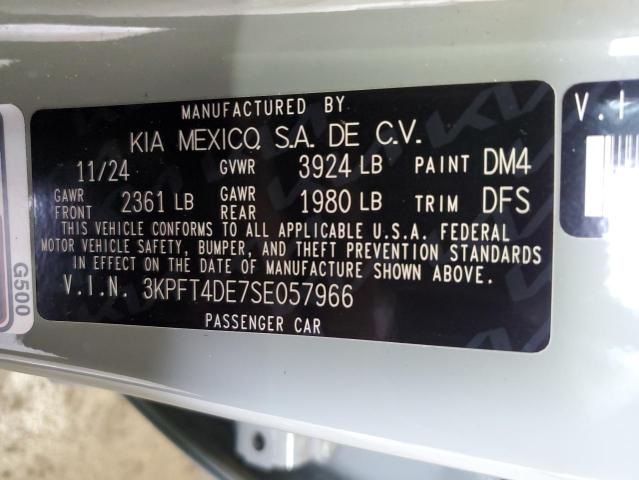 MANUFACTURED BY
KIA MEXICO, S.A. DE C.V.
11/24 GVWR 3924 LB PAINT DM4
GAWR FRONT 2361 LB GAWR REAR 1980 LB TRIM DFS
THIS VEHICLE CONFORMS TO ALL APPLICABLE U.S.A. FEDERAL
MOTOR VEHICLE SAFETY, BUMPER, AND THEFT PREVENTION STANDARDS
IN EFFECT ON THE DATE OF MANUFACTURE SHOWN ABOVE.
V.I.N. 3KPFT4DE7SE057966
PASSENGER CAR
G500
V.I